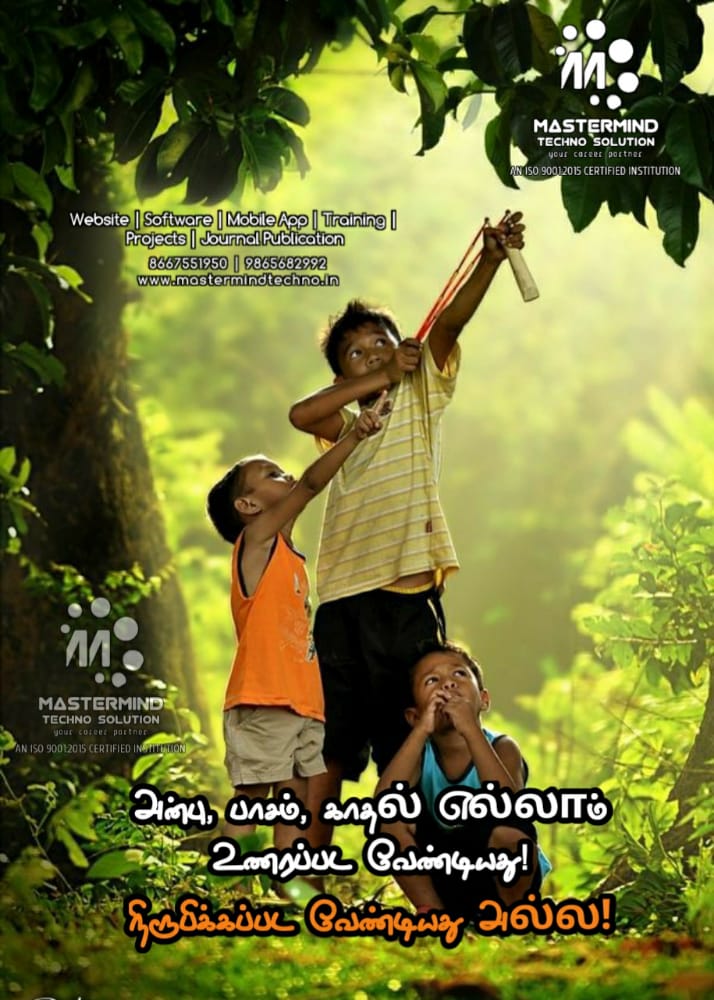 MASTERMIND
TECHNO SOLUTION
your career partner
AN ISO 9001:2015 CERTIFIED INSTITUTION
Website | Software | Mobile App | Training |
Projects | Journal Publication
8667551950 | 9865682992
www.mastermindtechno.in
MASTERMIND
TECHNO SOLUTION
your career partner
AN ISO 9001:2015 CERTIFIED INSTITUTION
அன்பு, பாசம், காதல் எல்லாம்
உணரப்பட வேண்டியது!
நிரூபிக்கப்பட வேண்டியது அல்ல!